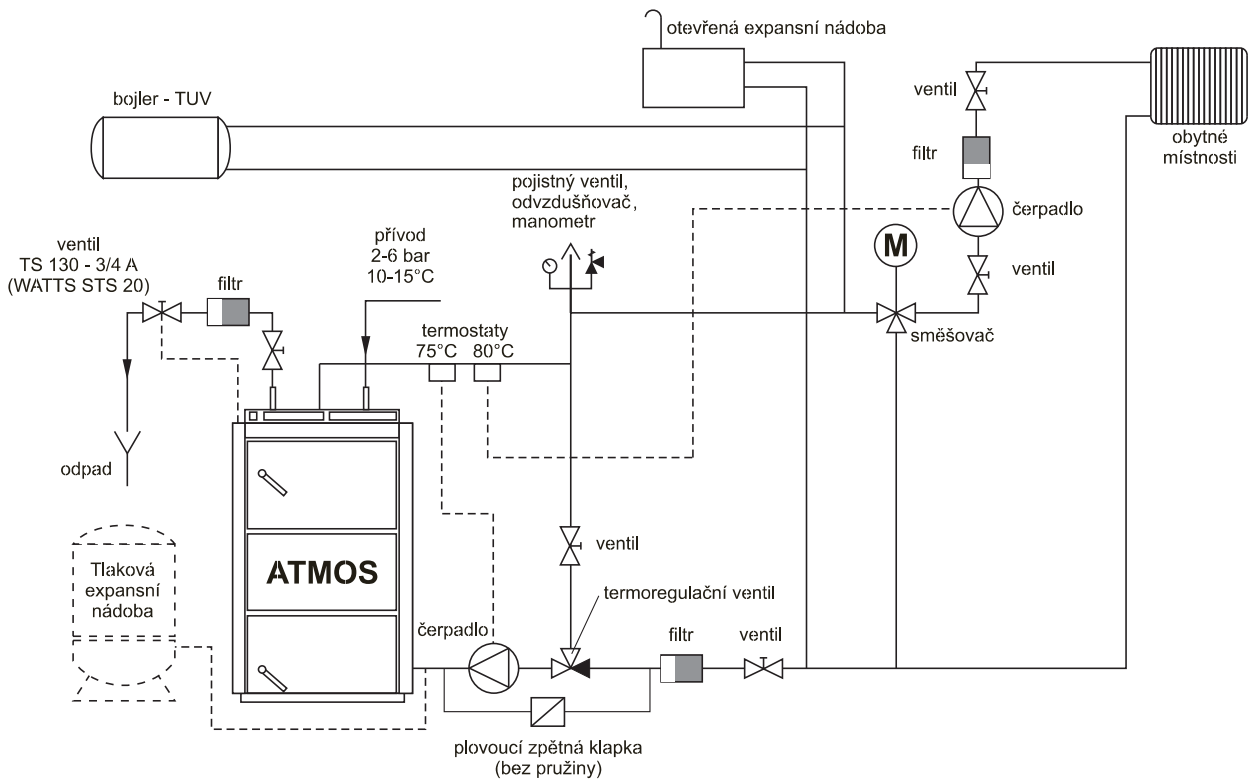 otevřená expansní nádoba
bojler - TUV
ventil
filtr
obytné
místnosti
pojistný ventil,
odvzdušňovač,
manometr
čerpadlo
M
ventil
ventil
TS 130 - 3/4 A
(WATTS STS 20)
filtr
přívod
2-6 bar
10-15°C
směšovač
termostaty
75°C 80°C
odpad
ATMOS
ventil
Tlaková
expansní
nádoba
termoregulační ventil
čerpadlo
filtr
ventil
plovoucí zpětná klapka
(bez pružiny)